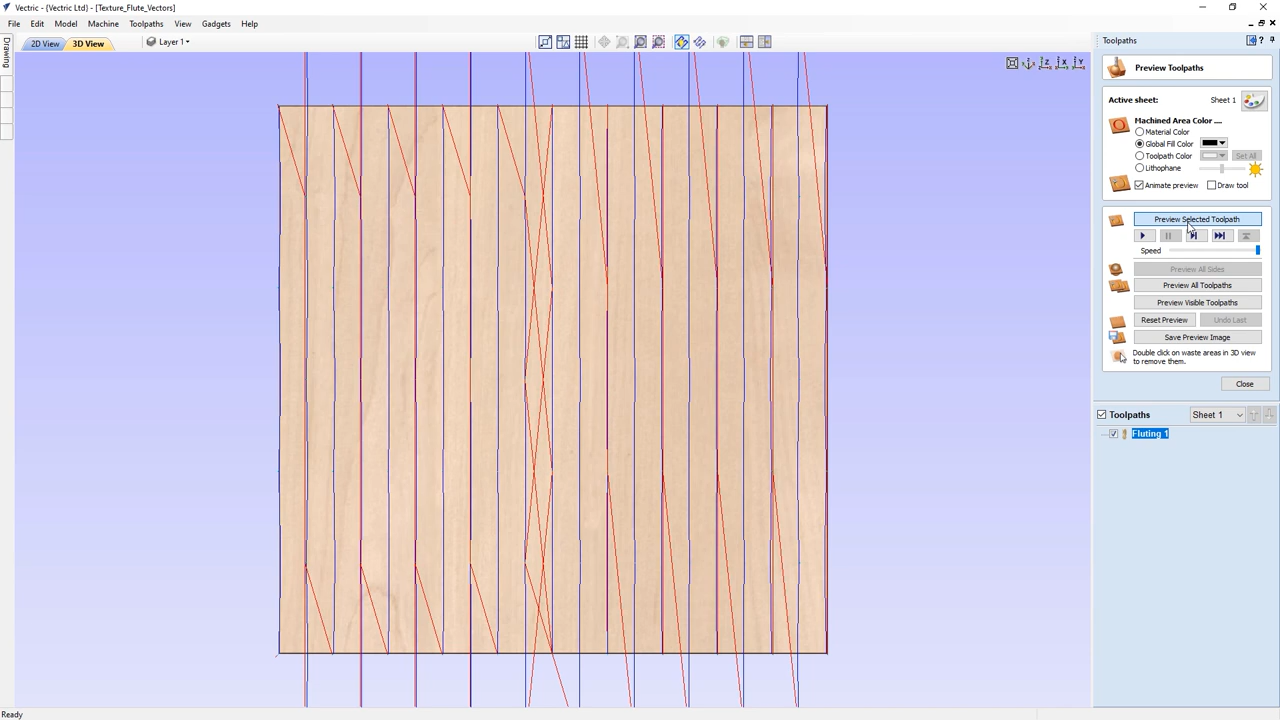 Vectric - {Vectric Ltd} - [Texture_Flute_Vectors]
File Edit Model Machine Toolpaths View Gadgets Help
2D View 3D View Layer 1
Drawing
Toolpaths
Preview Toolpaths
Active sheet: Sheet 1
Machined Area Color ....
Material Color
Global Fill Color
Toolpath Color Set All
Lithophane
Animate preview Draw tool
Preview Selected Toolpath
Speed
Preview All Sides
Preview All Toolpaths
Preview Visible Toolpaths
Reset Preview Undo Last
Save Preview Image
Double click on waste areas in 3D view
to remove them.
Close
Toolpaths Sheet 1
Fluting 1
Ready